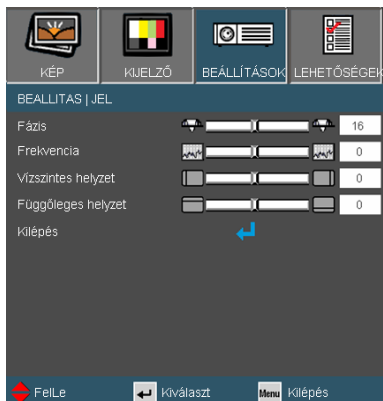 KÉP KIJELZŐ BEÁLLÍTÁSOK LEHETŐSÉGEK
BEALLITAS | JEL
Fázis 16
Frekvencia 0
Vízszintes helyzet 0
Függőleges helyzet 0
Kilépés
FelLe Kiválaszt Menu Kilépés